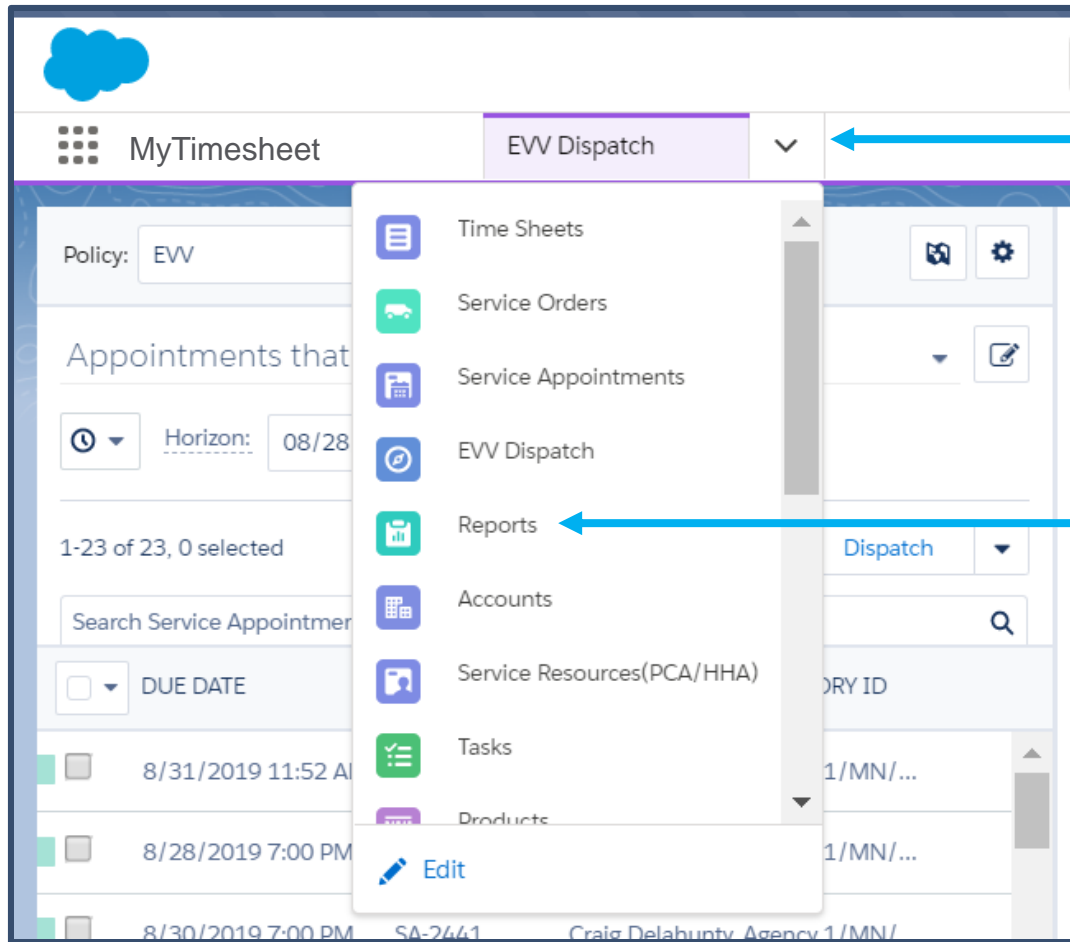 MyTimesheet
EVV Dispatch
Policy:
EVV
Time Sheets
Service Orders
Appointments that
Service Appointments
Horizon:
08/28
EVV Dispatch
Reports
1-23 of 23, 0 selected
Dispatch
Accounts
Search Service Appointmer
Service Resources(PCA/HHA)
DUE DATE
ORY ID
Tasks
8/31/2019 11:52 A
1/MN/...
Products
8/28/2019 7:00 PM
1/MN/...
Edit
8/30/2019 7:00 PM SA-2441 Craig Delahunty, Agency 1/MN/